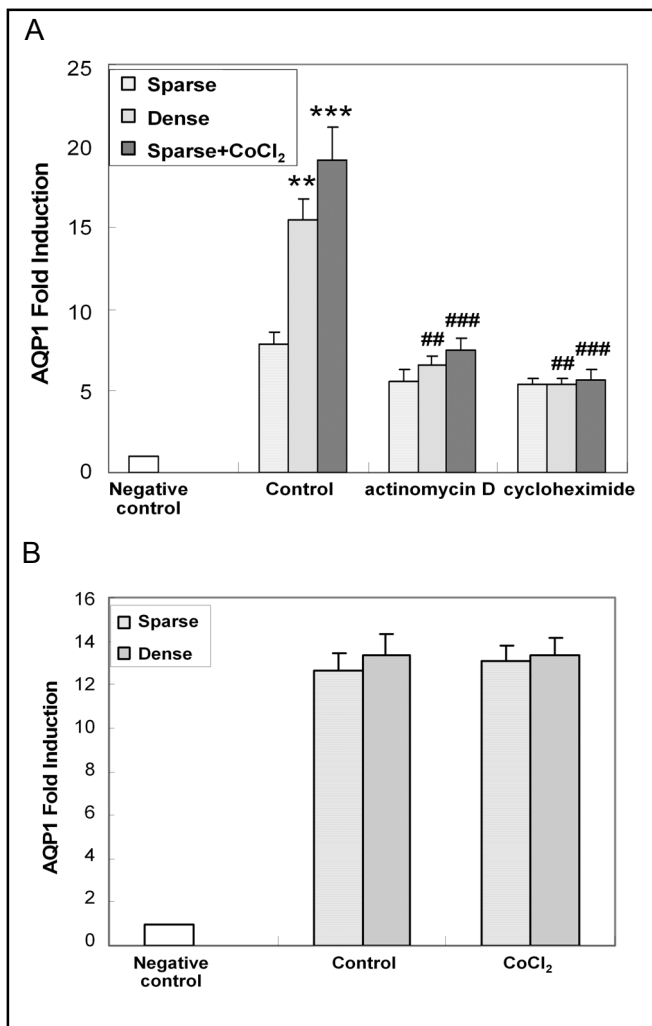 A
25
20
15
10
5
0
AQP1 Fold Induction
Sparse
Dense
Sparse+CoCl₂
**
***
##
###
##
###
Negative control
Control
actinomycin D
cycloheximide
B
16
14
12
10
8
6
4
2
0
AQP1 Fold Induction
Sparse
Dense
Negative control
Control
CoCl₂